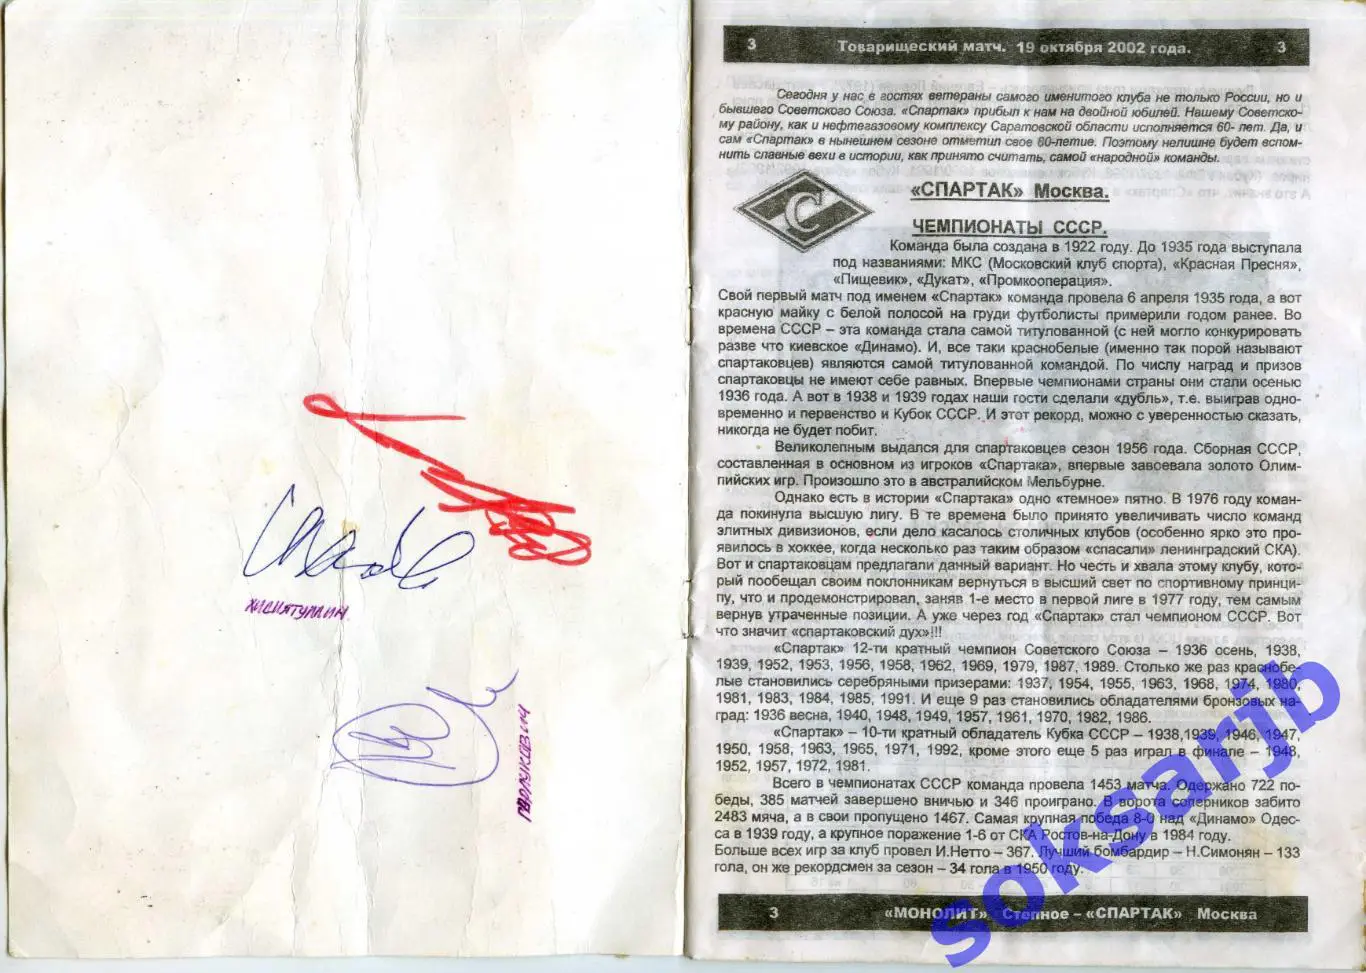 ХИСМАТУЛЛИН
3 Товарищеский матч. 19 октября 2002 года. 3
Сегодня у нас в гостях ветераны самого именитого клуба не только России, но и
бывшего Советского Союза. «Спартак» прибыл к нам на двойной юбилей. Нашему Советско-
му району, как и нефтегазовому комплексу Саратовской области исполняется 60- лет. Да, и
сам «Спартак» в нынешнем сезоне отметил свое 80-летие. Поэтому нелишне будет вспом-
нить славные вехи в истории, как принято считать, самой «народной» команды.
С
«СПАРТАК» Москва.
ЧЕМПИОНАТЫ СССР.
Команда была создана в 1922 году. До 1935 года выступала
под названиями: МКС (Московский клуб спорта), «Красная Пресня»,
«Пищевик», «Дукат», «Промкооперация».
Свой первый матч под именем «Спартак» команда провела 6 апреля 1935 года, а вот
красную майку с белой полосой на груди футболисты примерили годом ранее. Во
времена СССР – эта команда стала самой титулованной (с ней могло конкурировать
разве что киевское «Динамо). И, все таки краснобелые (именно так порой называют
спартаковцев) являются самой титулованной командой. По числу наград и призов
спартаковцы не имеют себе равных. Впервые чемпионами страны они стали осенью
1936 года. А вот в 1938 и 1939 годах наши гости сделали «дубль», т.е. выиграв одно-
временно и первенство и Кубок СССР. И этот рекорд, можно с уверенностью сказать,
никогда не будет побит.
Великолепным выдался для спартаковцев сезон 1956 года. Сборная СССР,
составленная в основном из игроков «Спартака», впервые завоевала золото Олим-
пийских игр. Произошло это в австралийском Мельбурне.
Однако есть в истории «Спартака» одно «темное» пятно. В 1976 году коман-
да покинула высшую лигу. В те времена было принято увеличивать число команд
элитных дивизионов, если дело касалось столичных клубов (особенно ярко это про-
явилось в хоккее, когда несколько раз таким образом «спасали» ленинградский СКА).
Вот и спартаковцам предлагали данный вариант. Но честь и хвала этому клубу, кото-
рый пообещал своим поклонникам вернуться в высший свет по спортивному принци-
пу, что и продемонстрировал, заняв 1-е место в первой лиге в 1977 году, тем самым
вернув утраченные позиции. А уже через год «Спартак» стал чемпионом СССР. Вот
что значит «спартаковский дух»!!!
«Спартак» 12-ти кратный чемпион Советского Союза – 1936 осень, 1938,
1939, 1952, 1953, 1956, 1958, 1962, 1969, 1979, 1987, 1989. Столько же раз краснобе-
лые становились серебряными призерами: 1937, 1954, 1955, 1963, 1968, 1974, 1980,
1981, 1983, 1984, 1985, 1991. И еще 9 раз становились обладателями бронзовых на-
град: 1936 весна, 1940, 1948, 1949, 1957, 1961, 1970, 1982, 1986.
«Спартак» – 10-ти кратный обладатель Кубка СССР – 1938,1939, 1946, 1947,
1950, 1958, 1963, 1965, 1971, 1992, кроме этого еще 5 раз играл в финале – 1948,
1952, 1957, 1972, 1981.
Всего в чемпионатах СССР команда провела 1453 матча. Одержано 722 по-
беды, 385 матчей завершено вничью и 346 проиграно. В ворота соперников забито
2483 мяча, а в свои пропущено 1467. Самая крупная победа 8-0 над «Динамо» Одес-
са в 1939 году, а крупное поражение 1-6 от СКА Ростов-на-Дону в 1984 году.
Больше всех игр за клуб провел И.Нетто – 367. Лучший бомбардир – Н.Симонян – 133
гола, он же рекордсмен за сезон – 34 гола в 1950 году.
3 «МОНОЛИТ» Степное – «СПАРТАК» Москва
soksarjb